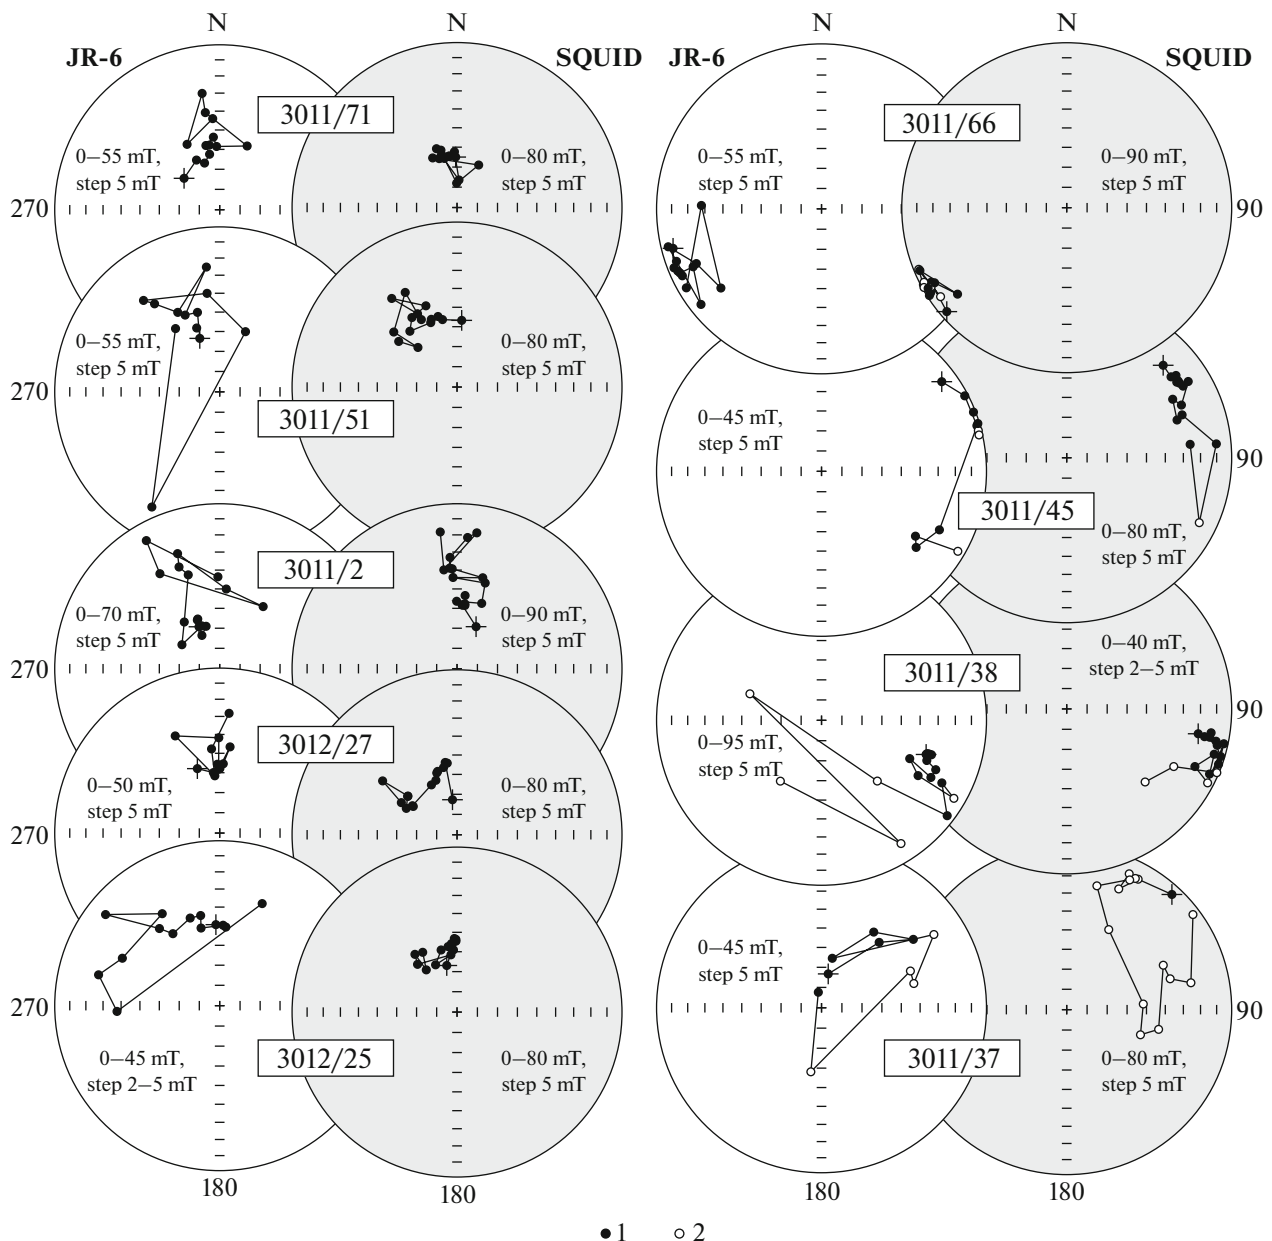 N N N N
JR-6 SQUID JR-6 SQUID
3011/71
0–55 mT,
step 5 mT
0–80 mT,
step 5 mT
270
0–55 mT,
step 5 mT
0–80 mT,
step 5 mT
270
3011/51
3011/2
0–70 mT,
step 5 mT
0–90 mT,
step 5 mT
270
3012/27
0–50 mT,
step 5 mT
0–80 mT,
step 5 mT
270
270
0–45 mT,
step 2–5 mT
3012/25
0–80 mT,
step 5 mT
180
180
3011/66
0–55 mT,
step 5 mT
0–90 mT,
step 5 mT
90
0–45 mT,
step 5 mT
90
3011/45
0–80 mT,
step 5 mT
0–40 mT,
step 2–5 mT
3011/38
90
0–95 mT,
step 5 mT
0–45 mT,
step 5 mT
90
3011/37
0–80 mT,
step 5 mT
180
180
1 2